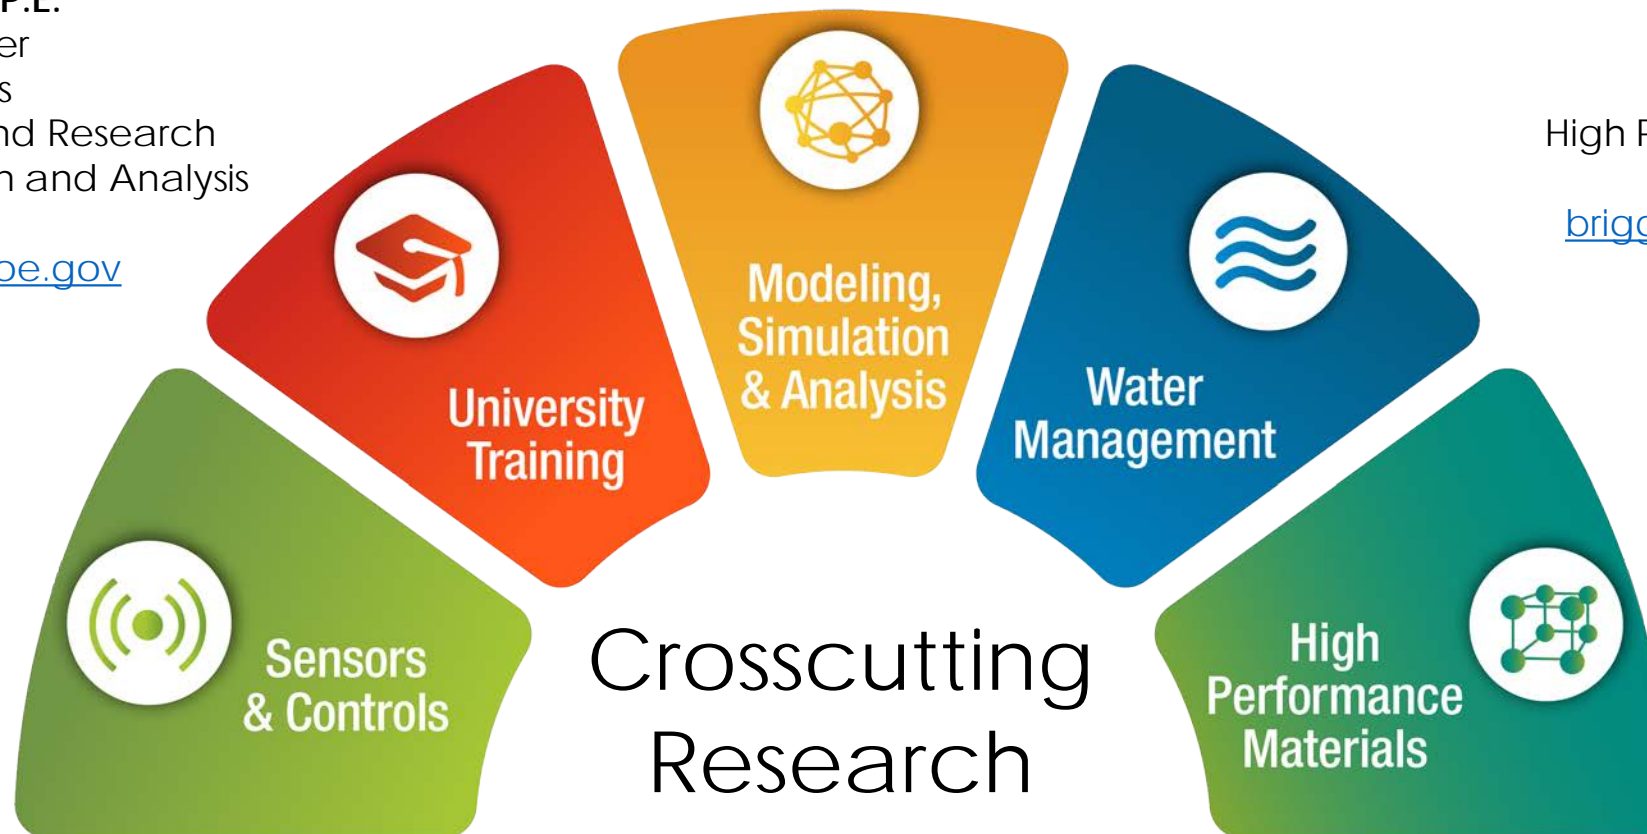 P.E.
er
s
nd Research
n and Analysis
oe.gov
High P
brigg
Sensors
& Controls
University
Training
Modeling,
Simulation
& Analysis
Water
Management
High
Performance
Materials
Crosscutting
Research